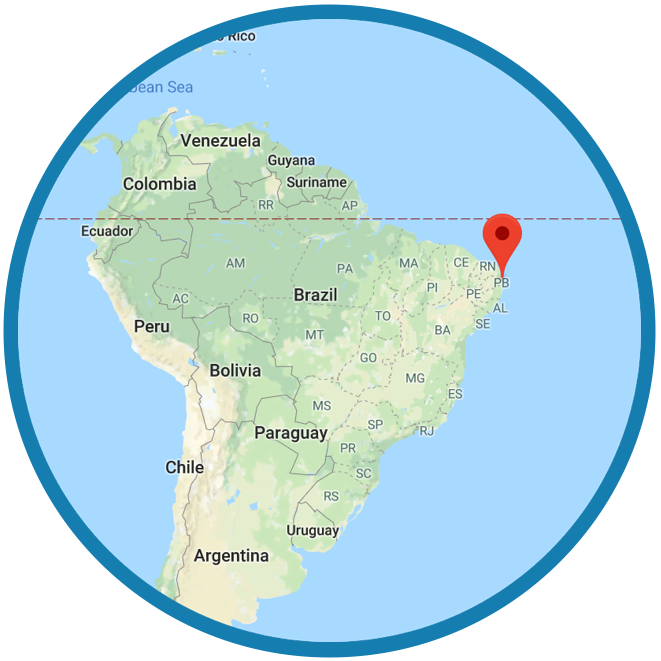 Rico
ean Sea
Venezuela
Guyana
Colombia
Suriname
RR
AP
Ecuador
AM
PA
MA
CE
RN
PB
PI
PE
Brazil
AC
AL
RO
TO
SE
Peru
MT
BA
GO
Bolivia
MG
ES
MS
SP
RJ
Paraguay
PR
Chile
SC
RS
Uruguay
Argentina